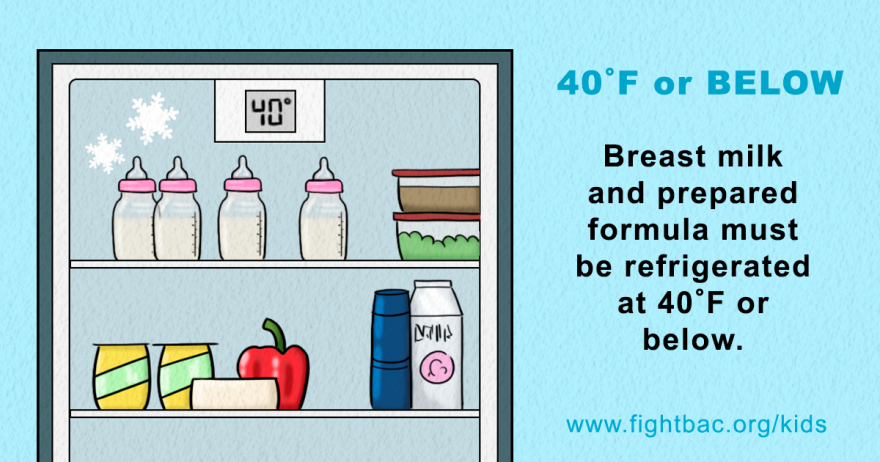 40°
40°F or BELOW
Breast milk
and prepared
formula must
be refrigerated
at 40°F or
below.
Milk
www.fightbac.org/kids